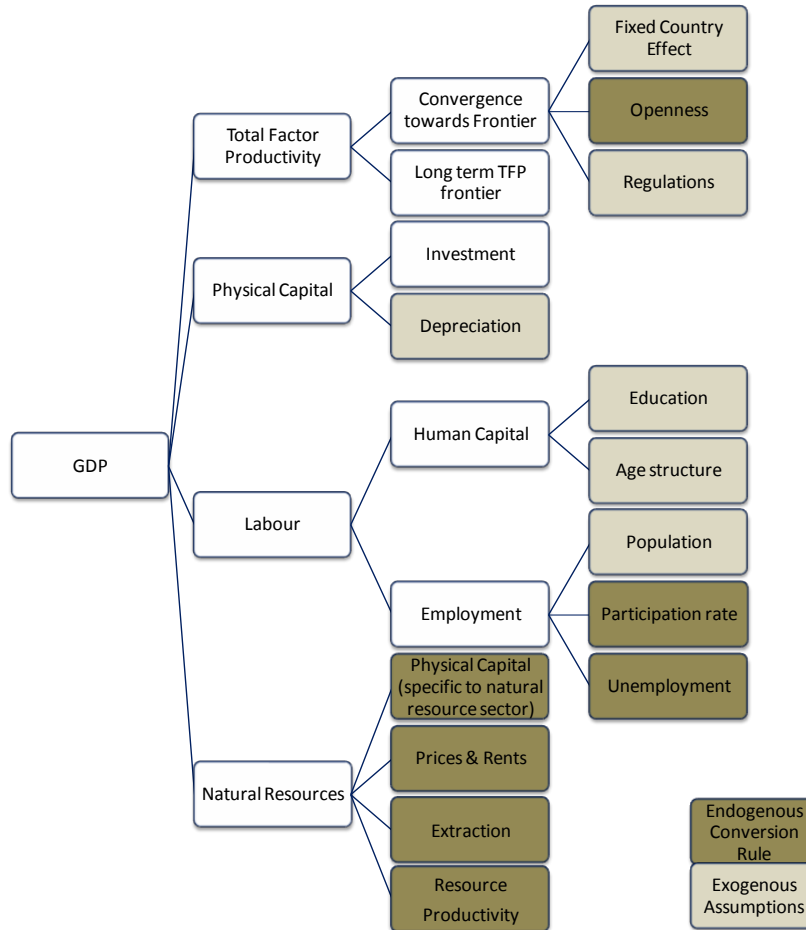 Fixed Country
Effect
Convergence
towards Frontier
Openness
Total Factor
Productivity
Long term TFP
frontier
Regulations
Investment
Physical Capital
Depreciation
Education
Human Capital
GDP
Age structure
Labour
Population
Employment
Participation rate
Physical Capital
(specific to natural
resource sector)
Unemployment
Prices & Rents
Natural Resources
Extraction
Endogenous
Conversion
Rule
Resource
Productivity
Exogenous
Assumptions